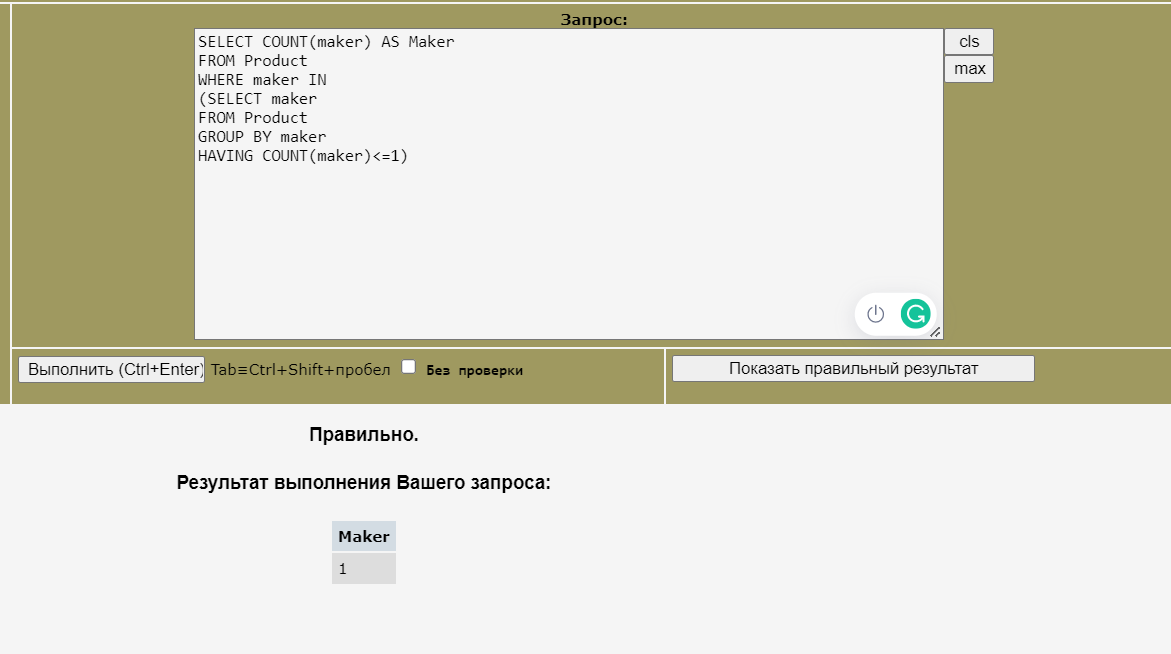 Запрос:
SELECT COUNT(maker) AS Maker
FROM Product
WHERE maker IN
(SELECT maker
FROM Product
GROUP BY maker
HAVING COUNT(maker)<=1)
cls
max
Выполнить (Ctrl+Enter) Tab≡Ctrl+Shift+пробел Без проверки
Показать правильный результат
Правильно.
Результат выполнения Вашего запроса:
Maker
1